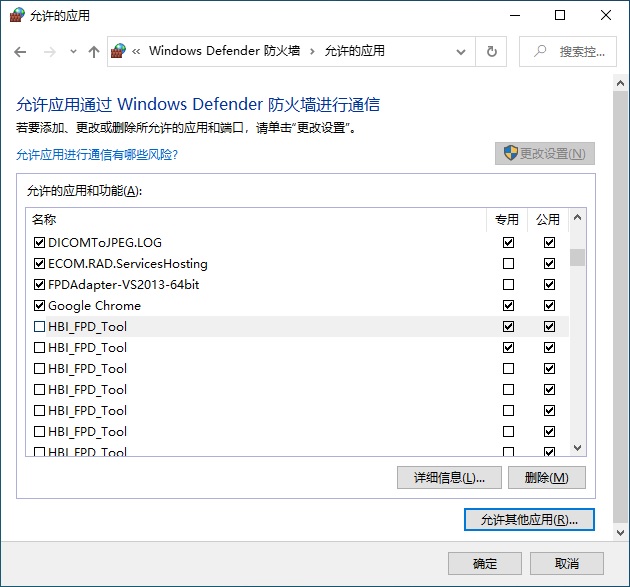 允许的应用
« Windows Defender 防火墙 › 允许的应用
搜索控...
允许应用通过 Windows Defender 防火墙进行通信
若要添加、更改或删除所允许的应用和端口，请单击“更改设置”。
允许应用进行通信有哪些风险?
更改设置(N)
允许的应用和功能(A):
名称 专用 公用
DICOMToJPEG.LOG
ECOM.RAD.ServicesHosting
FPDAdapter-VS2013-64bit
Google Chrome
HBI_FPD_Tool
HBI_FPD_Tool
HBI_FPD_Tool
HBI_FPD_Tool
HBI_FPD_Tool
HBI_FPD_Tool
HBI_FPD_Tool
详细信息(L)... 删除(M)
允许其他应用(R)...
确定 取消